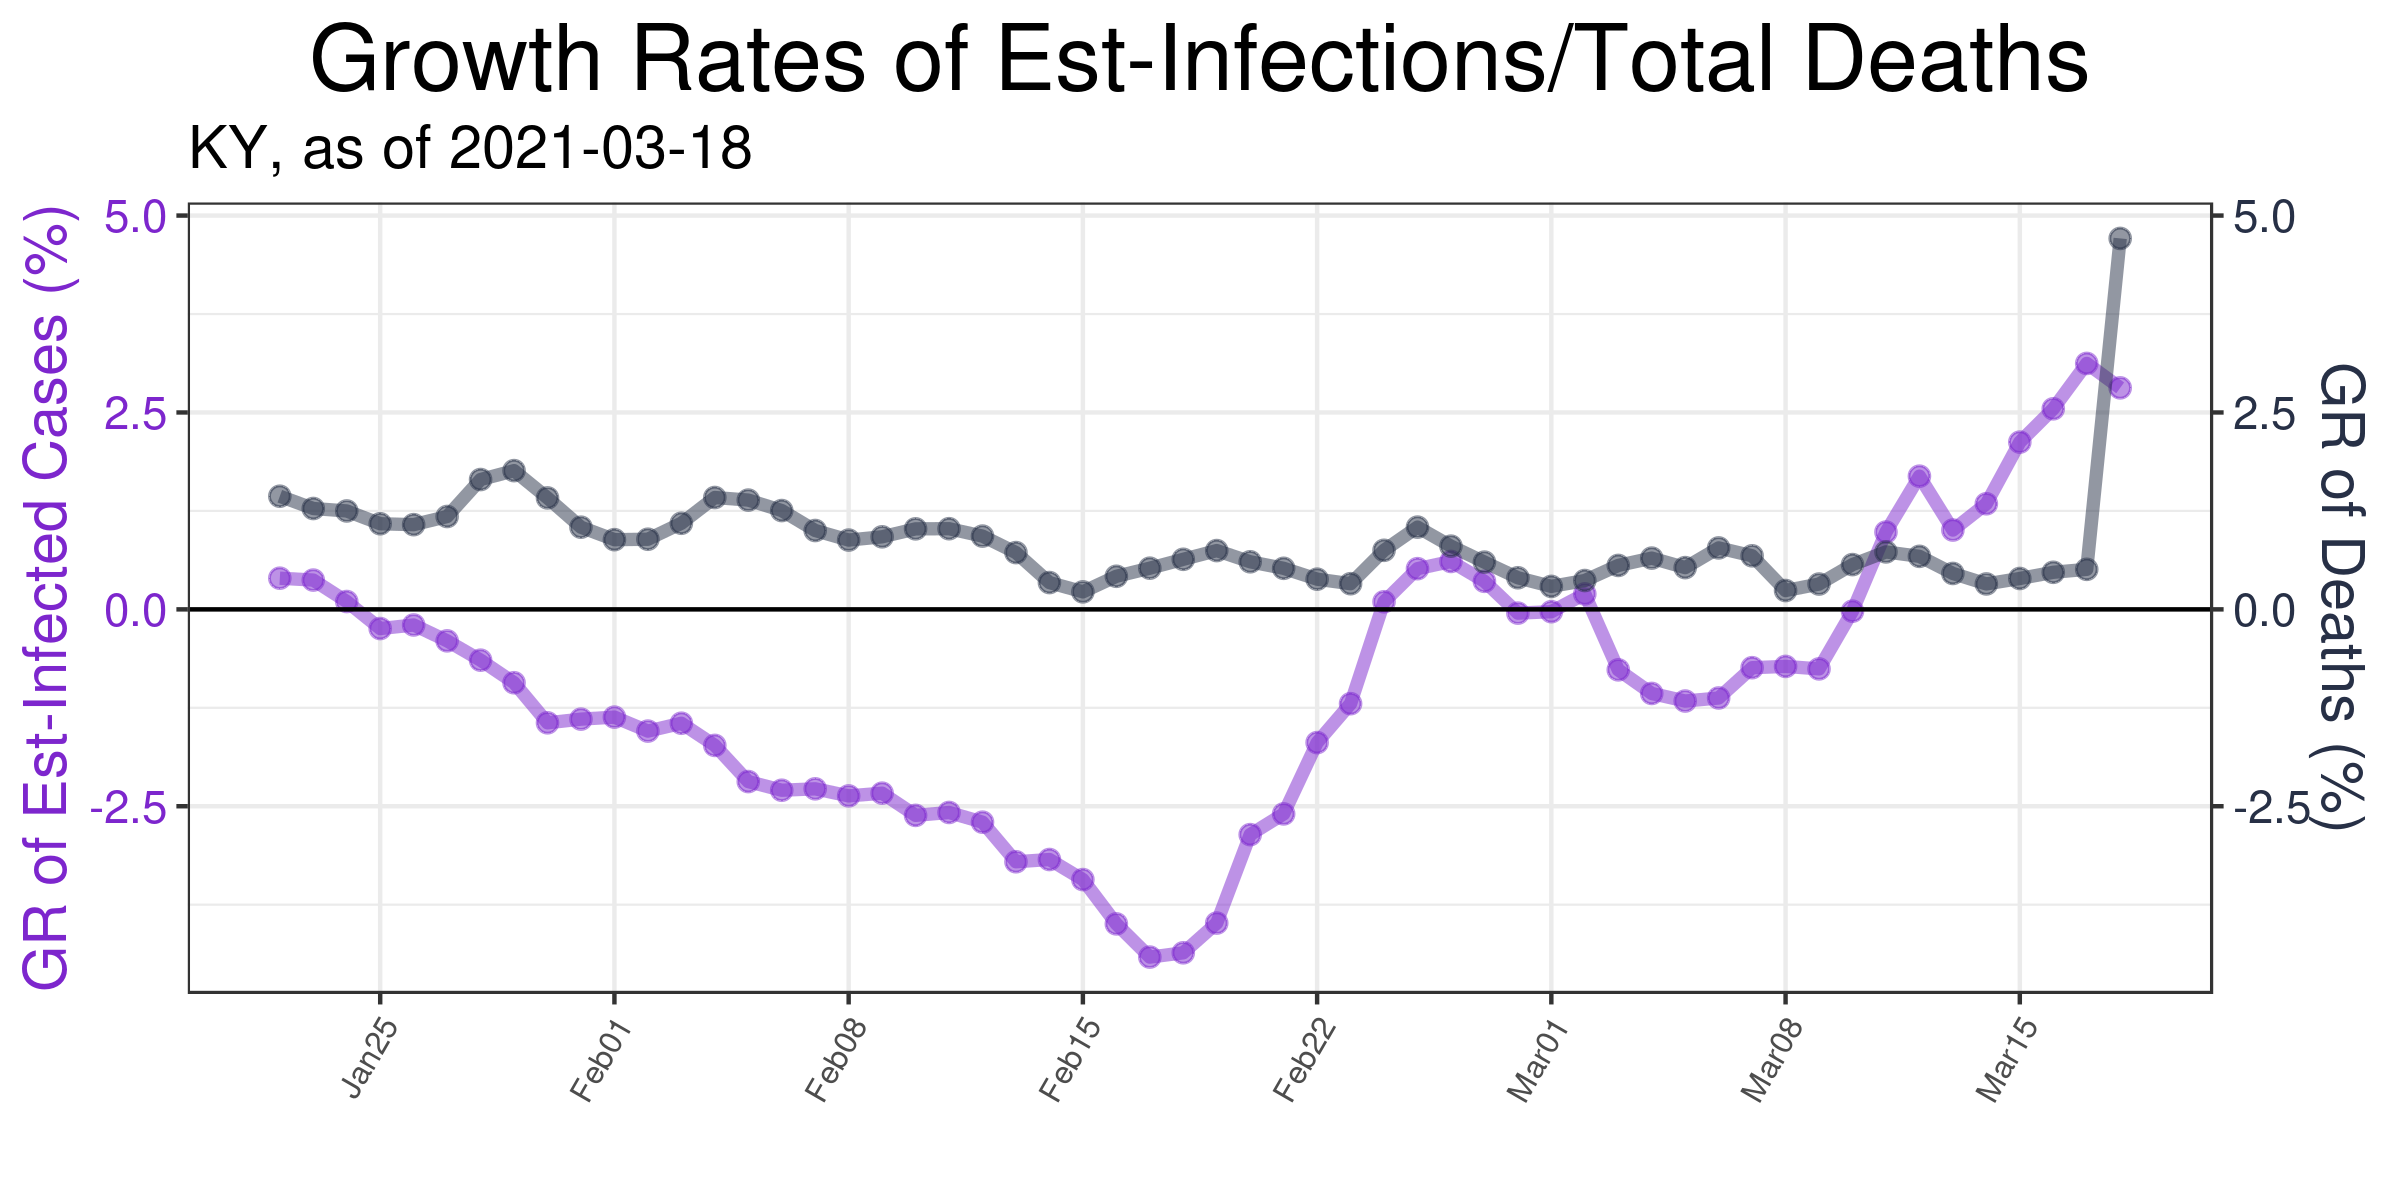 Growth Rates of Est-Infections/Total Deaths
KY, as of 2021-03-18
GR of Est-Infected Cases (%)
5.0
2.5
0.0
-2.5
5.0
2.5
0.0
-2.5
GR of Deaths (%)
Jan25
Feb01
Feb08
Feb15
Feb22
Mar01
Mar08
Mar15